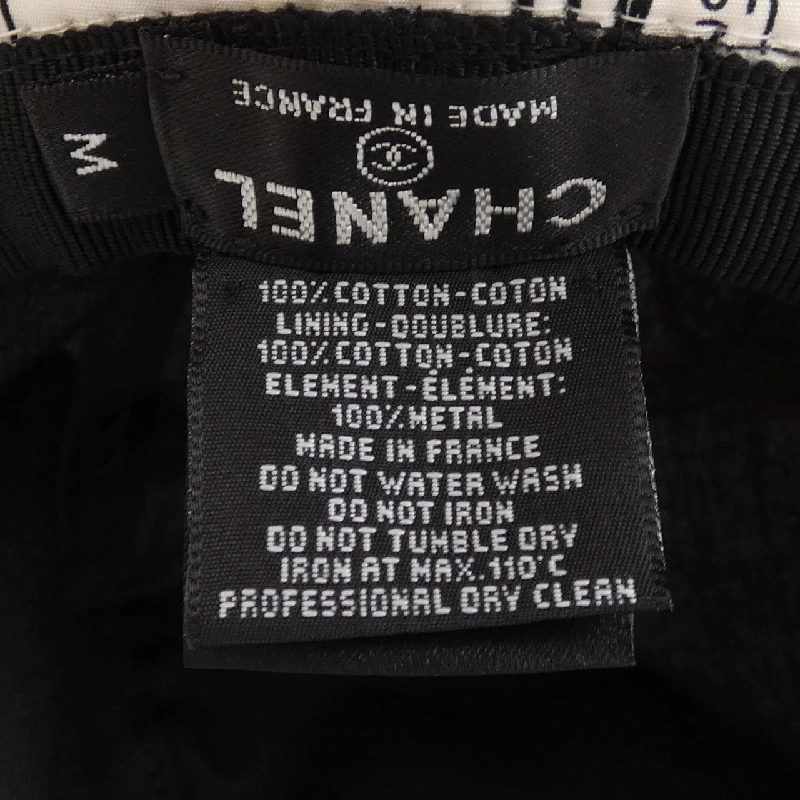 M
MADE IN FRANCE
CHANEL
100% COTTON-COTON
LINING-DOUBLURE:
100% COTTON-COTON
ELEMENT-ÉLÉMENT:
100% METAL
MADE IN FRANCE
DO NOT WATER WASH
DO NOT IRON
DO NOT TUMBLE DRY
IRON AT MAX.110°C
PROFESSIONAL DRY CLEAN